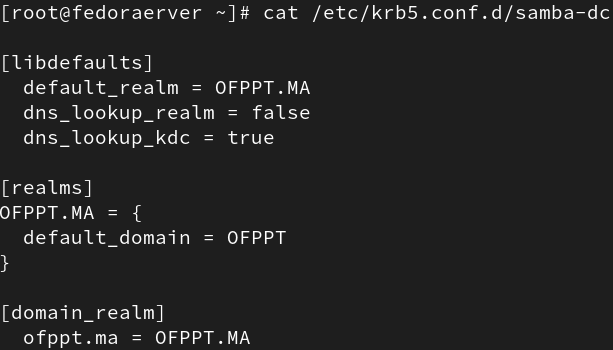 [root@fedoraerver ~]# cat /etc/krb5.conf.d/samba-dc
[libdefaults]
default_realm = OFPPT.MA
dns_lookup_realm = false
dns_lookup_kdc = true
[realms]
OFPPT.MA = {
default_domain = OFPPT
}
[domain_realm]
ofppt.ma = OFPPT.MA